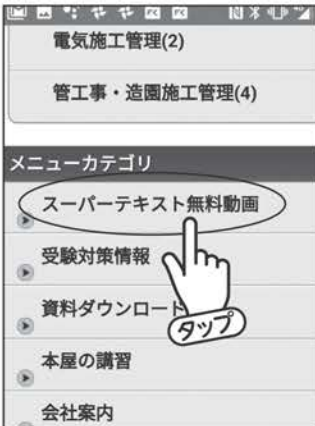 電気施工管理(2)
管工事・造園施工管理(4)
メニューカテゴリ
スーパーテキスト無料動画
受験対策情報
資料ダウンロード
タップ
本屋の講習
会社案内